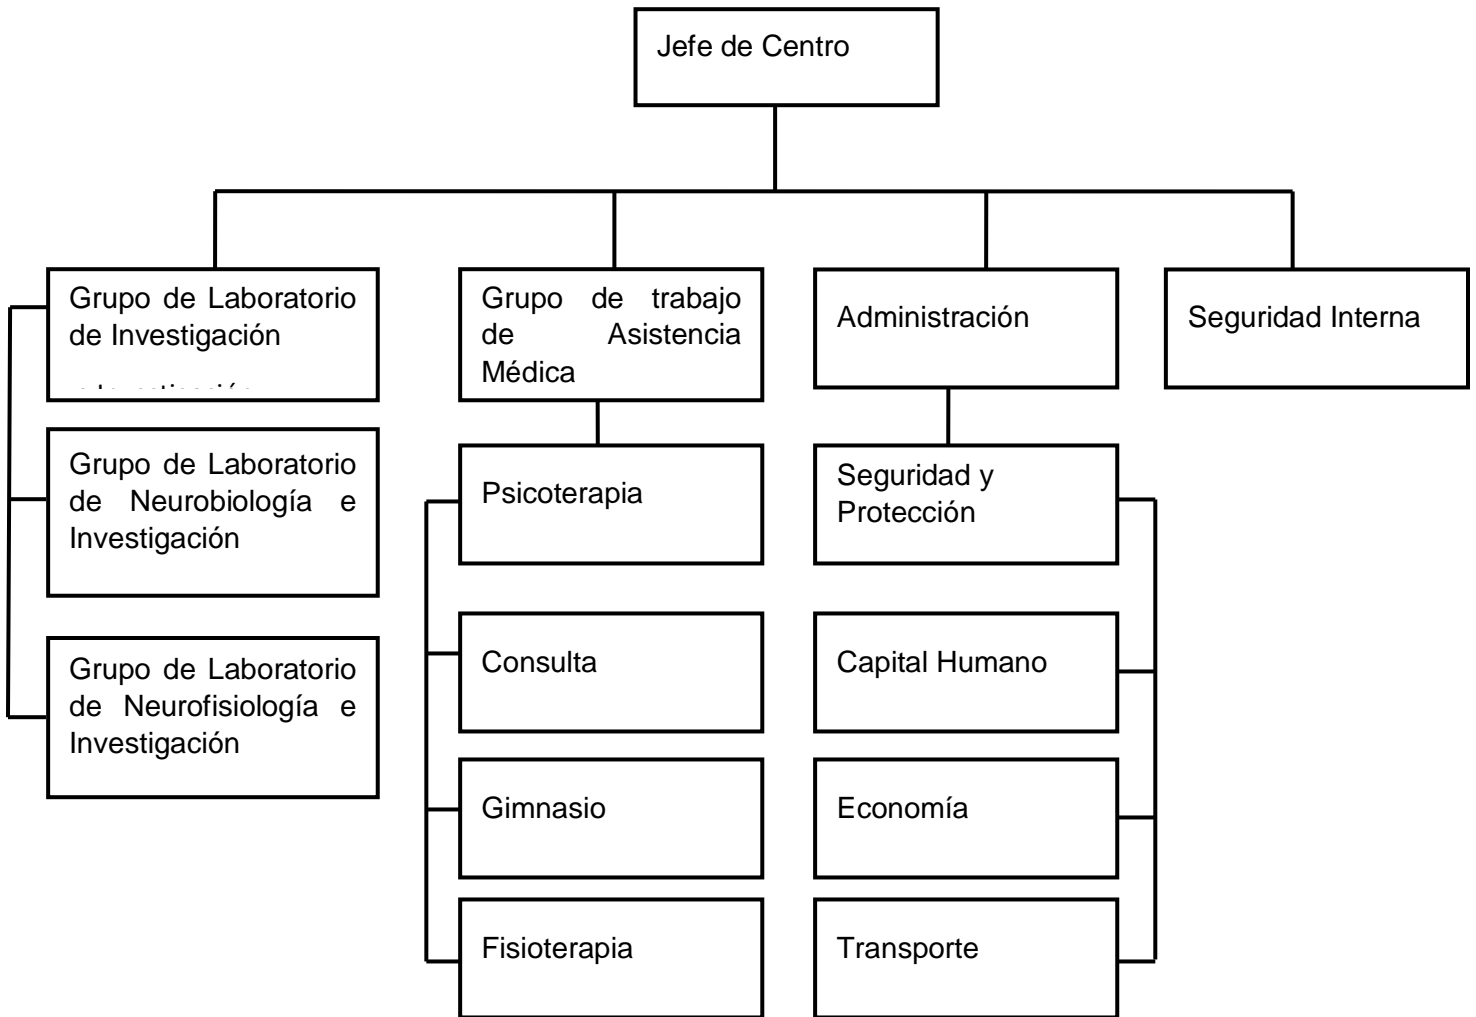 Jefe de Centro
Grupo de Laboratorio
de Investigación
Grupo de trabajo
de Asistencia
Médica
Administración
Seguridad Interna
Grupo de Laboratorio
de Neurobiología e
Investigación
Psicoterapia
Seguridad y
Protección
Grupo de Laboratorio
de Neurofisiología e
Investigación
Consulta
Capital Humano
Gimnasio
Economía
Fisioterapia
Transporte